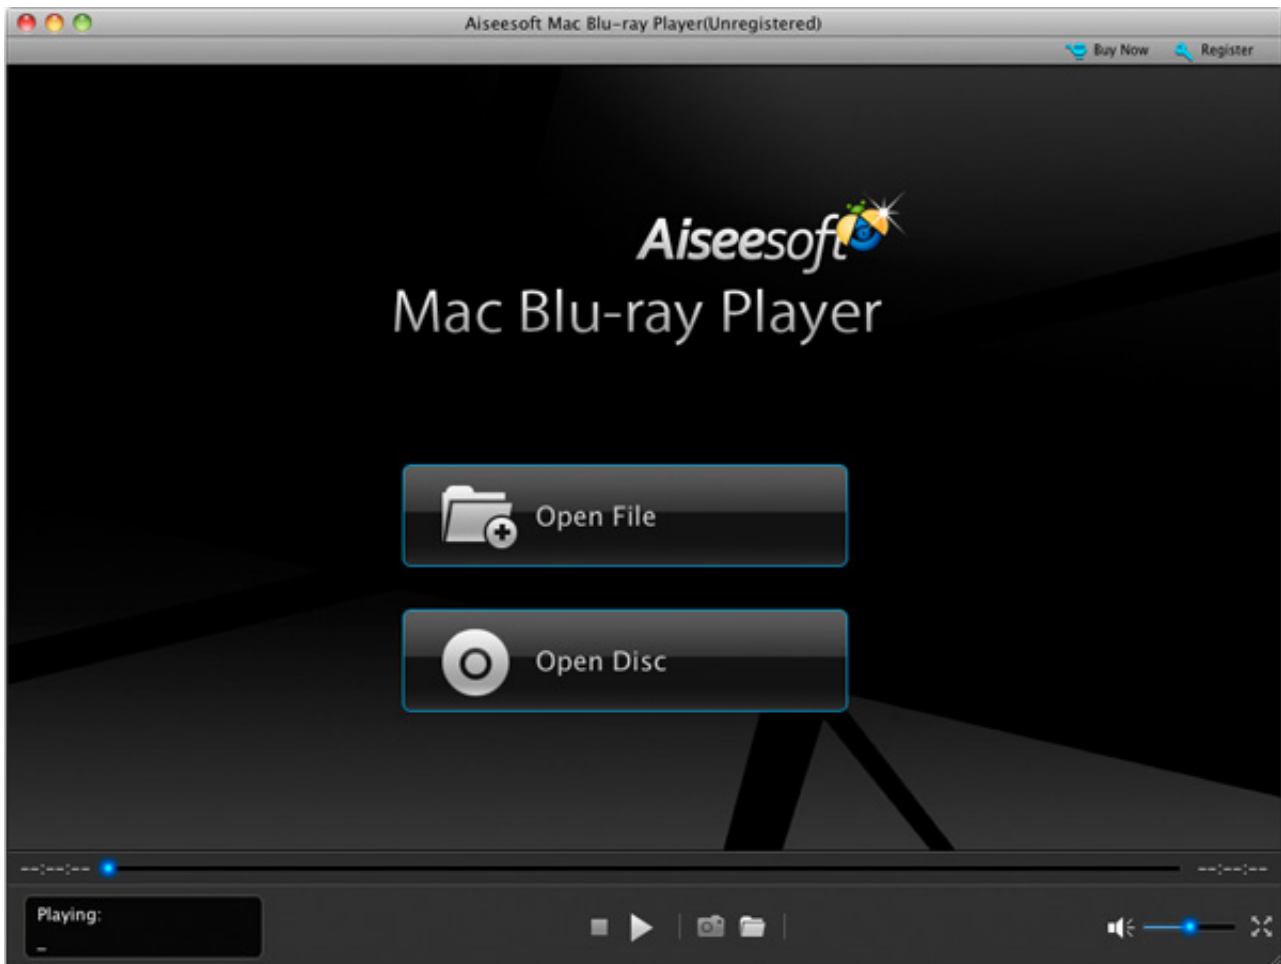 Aiseesoft Mac Blu-ray Player(Unregistered)
Buy Now Register
Aiseesoft
Mac Blu-ray Player
Open File
Open Disc
--:--:-- --:--:--
Playing:
_